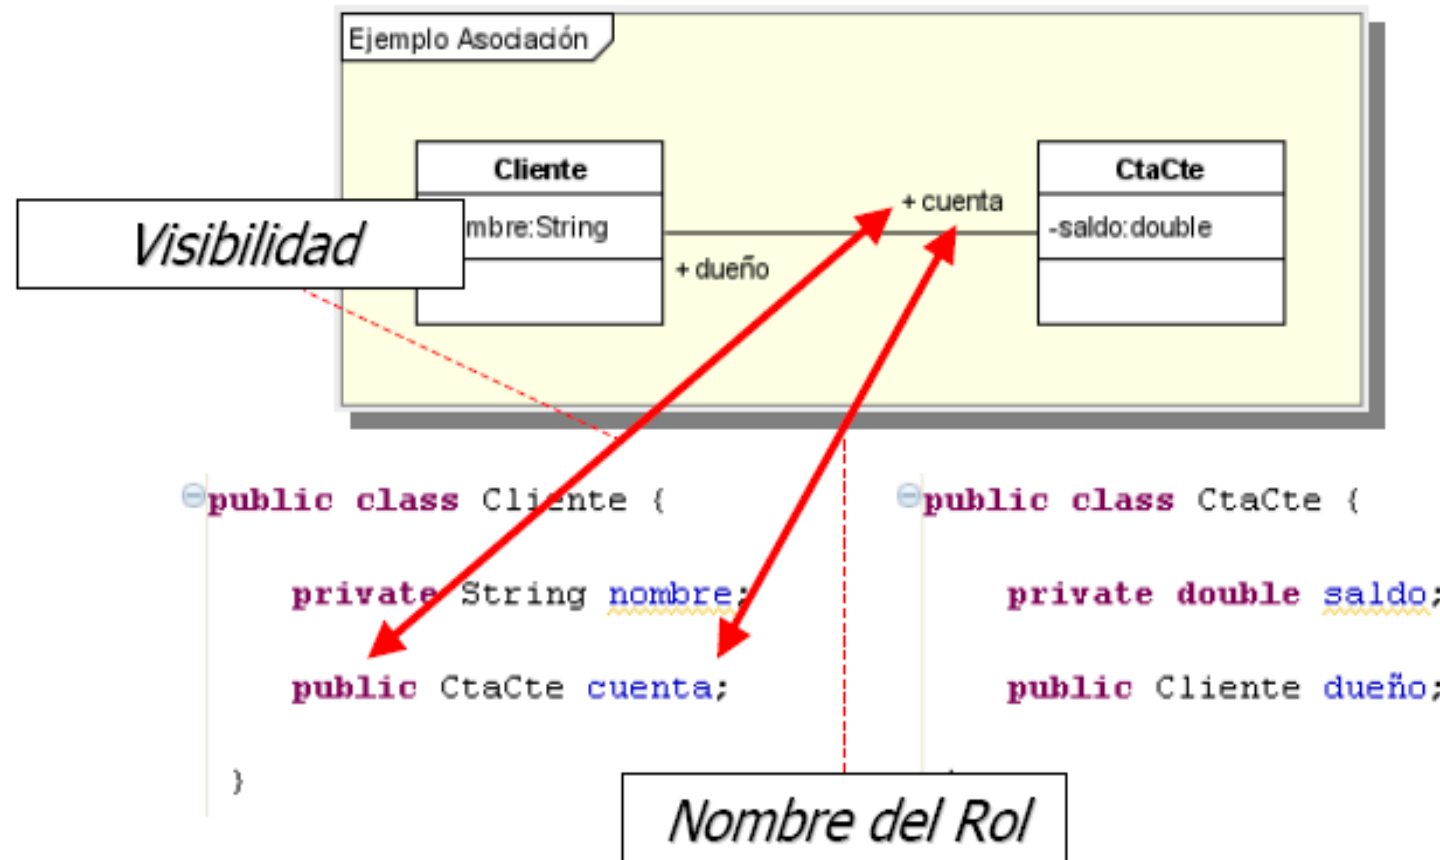 Ejemplo Asociación
Cliente
CtaCte
+ cuenta
Visibilidad
mbre:String
-saldo:double
+ dueño
public class Cliente {
private String nombre;
public CtaCte cuenta;
}
public class CtaCte {
private double saldo;
public Cliente dueño;
Nombre del Rol